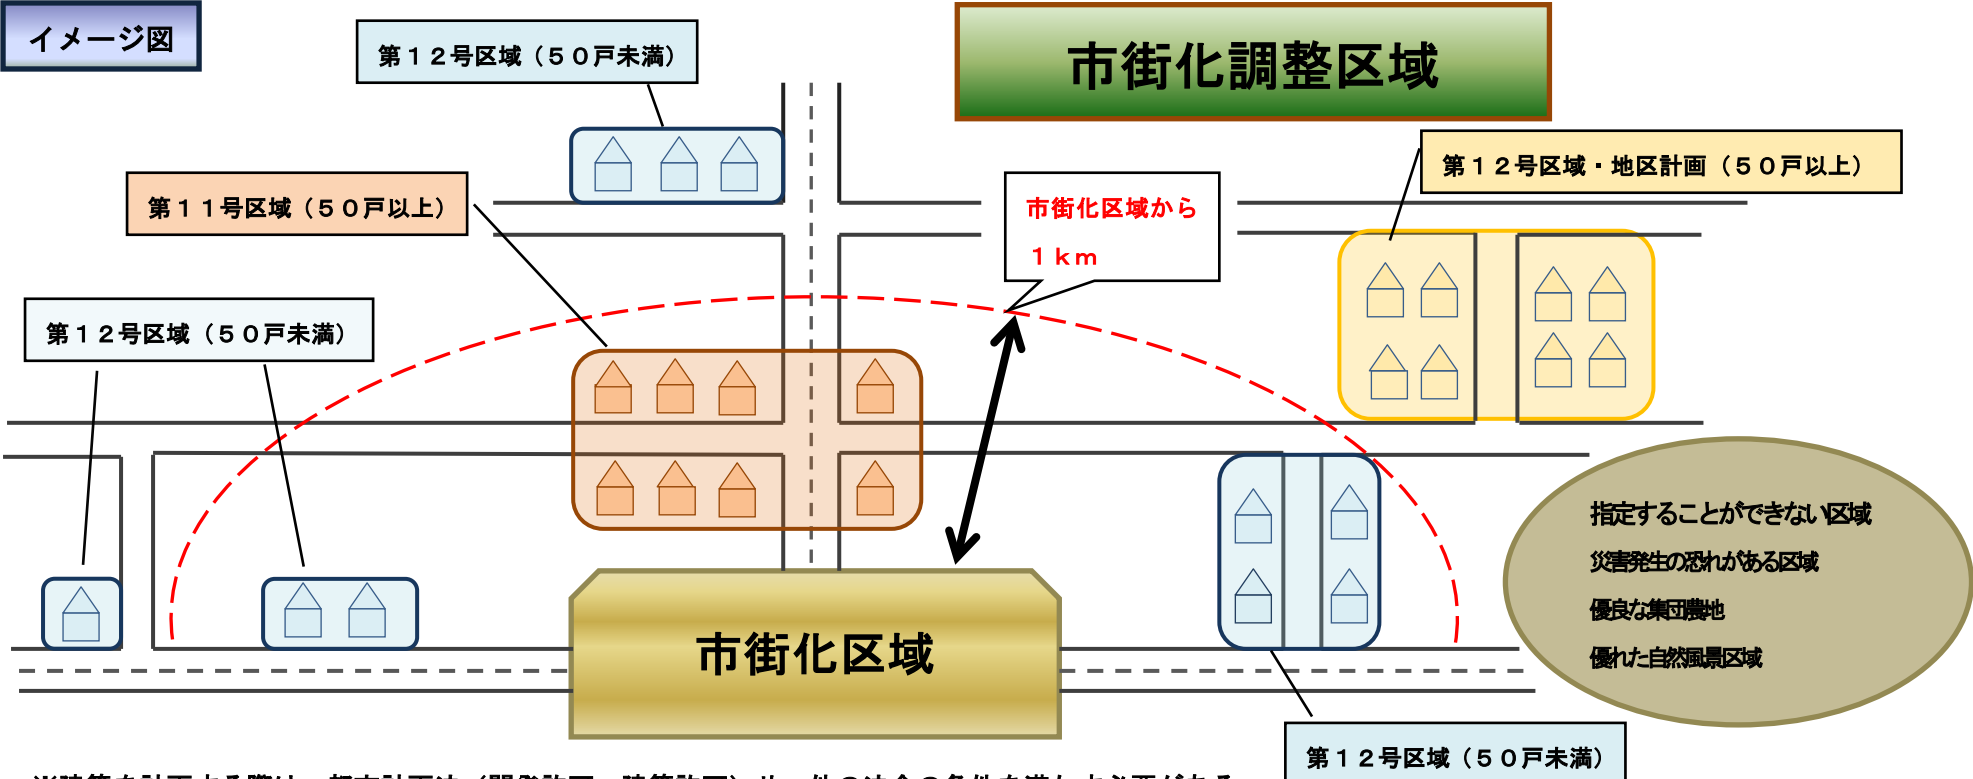 イメージ図
第１２号区域（５０戸未満）
市街化調整区域
第１２号区域・地区計画（５０戸以上）
第１１号区域（５０戸以上）
市街化区域から
１ｋｍ
第１２号区域（５０戸未満）
指定することができない区域
災害発生の恐れがある区域
優良な集団農地
優れた自然風景区域
市街化区域
第１２号区域（５０戸未満）